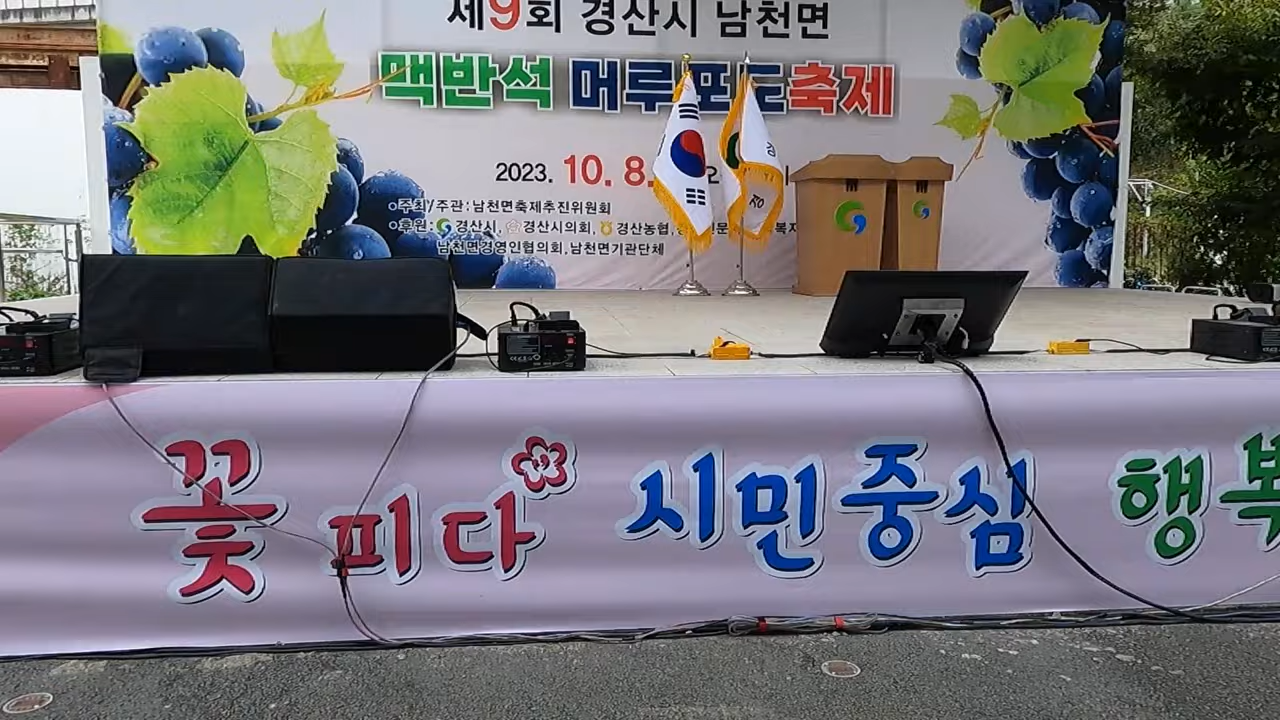 제9회 경산시 남천면
맥반석 머루포도축제
2023. 10. 8.
•주최/주관:남천면축제추진위원회
•후원: 경산시, 경산시의회, 경산농협,
남천면경영인협의회,남천면기관단체
꽃피다 시민중심 행복